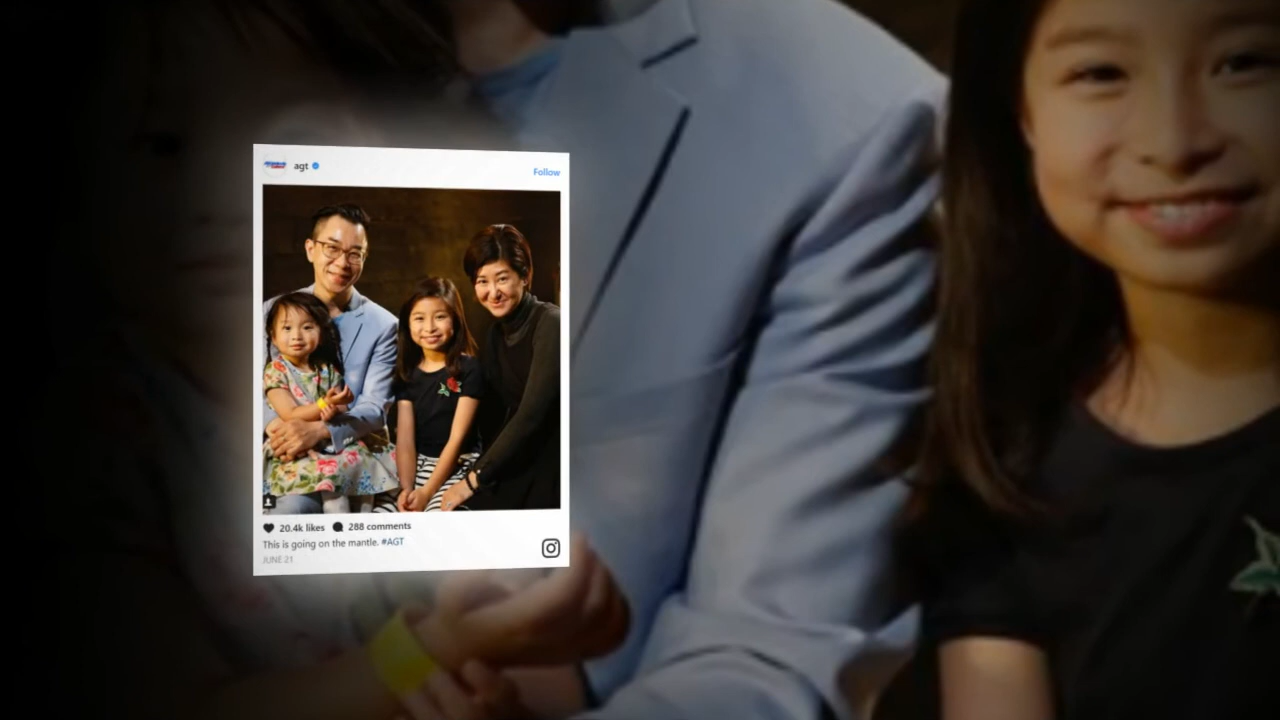 agt
Follow
20.4k likes 288 comments
This is going on the mantle. #AGT
JUNE 21